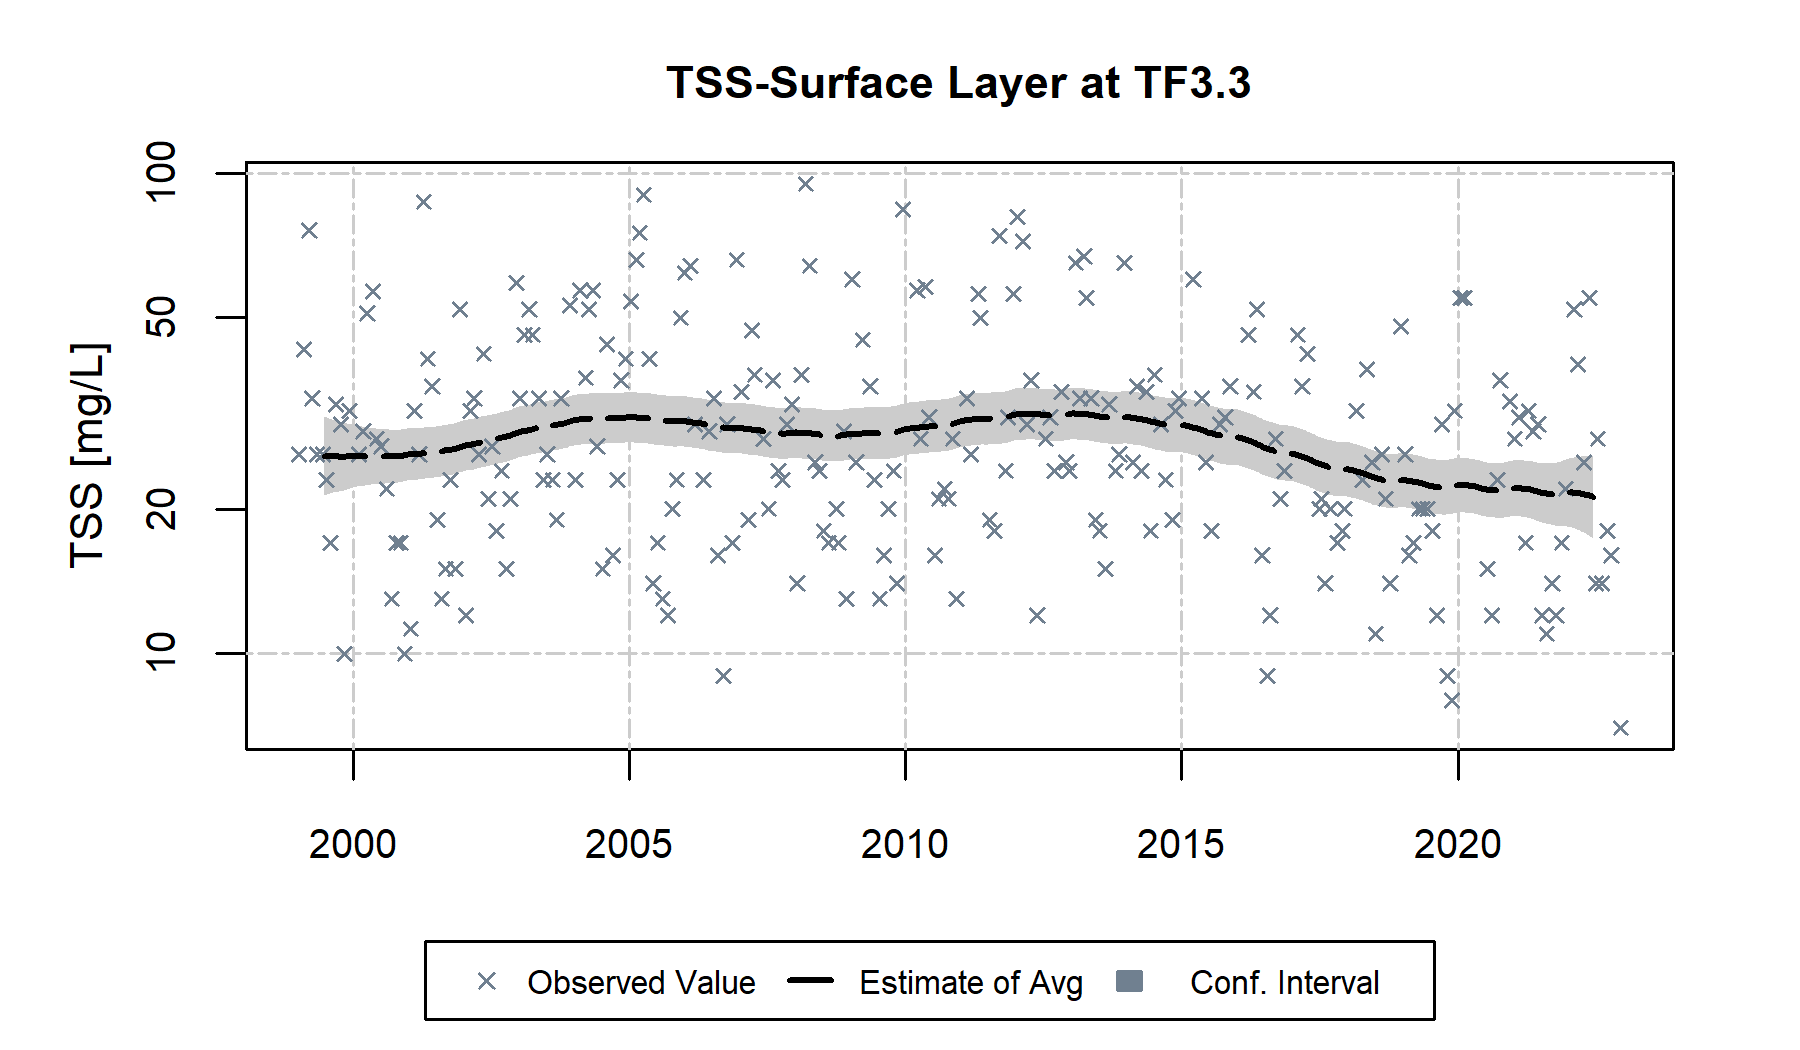 TSS-Surface Layer at TF3.3
TSS [mg/L]
100
50
20
10
2000 2005 2010 2015 2020
Observed Value Estimate of Avg Conf. Interval